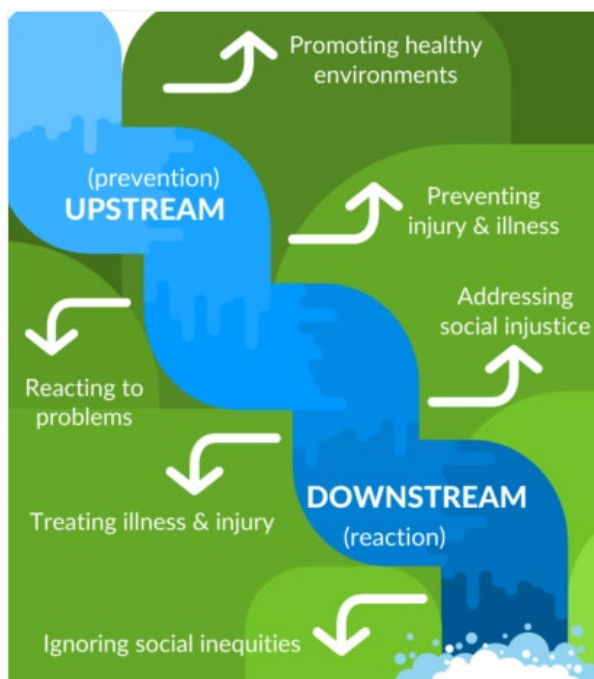 Promoting healthy
environments
(prevention)
UPSTREAM
Preventing
injury & illness
Addressing
social injustice
Reacting to
problems
Treating illness & injury
DOWNSTREAM
(reaction)
Ignoring social inequities